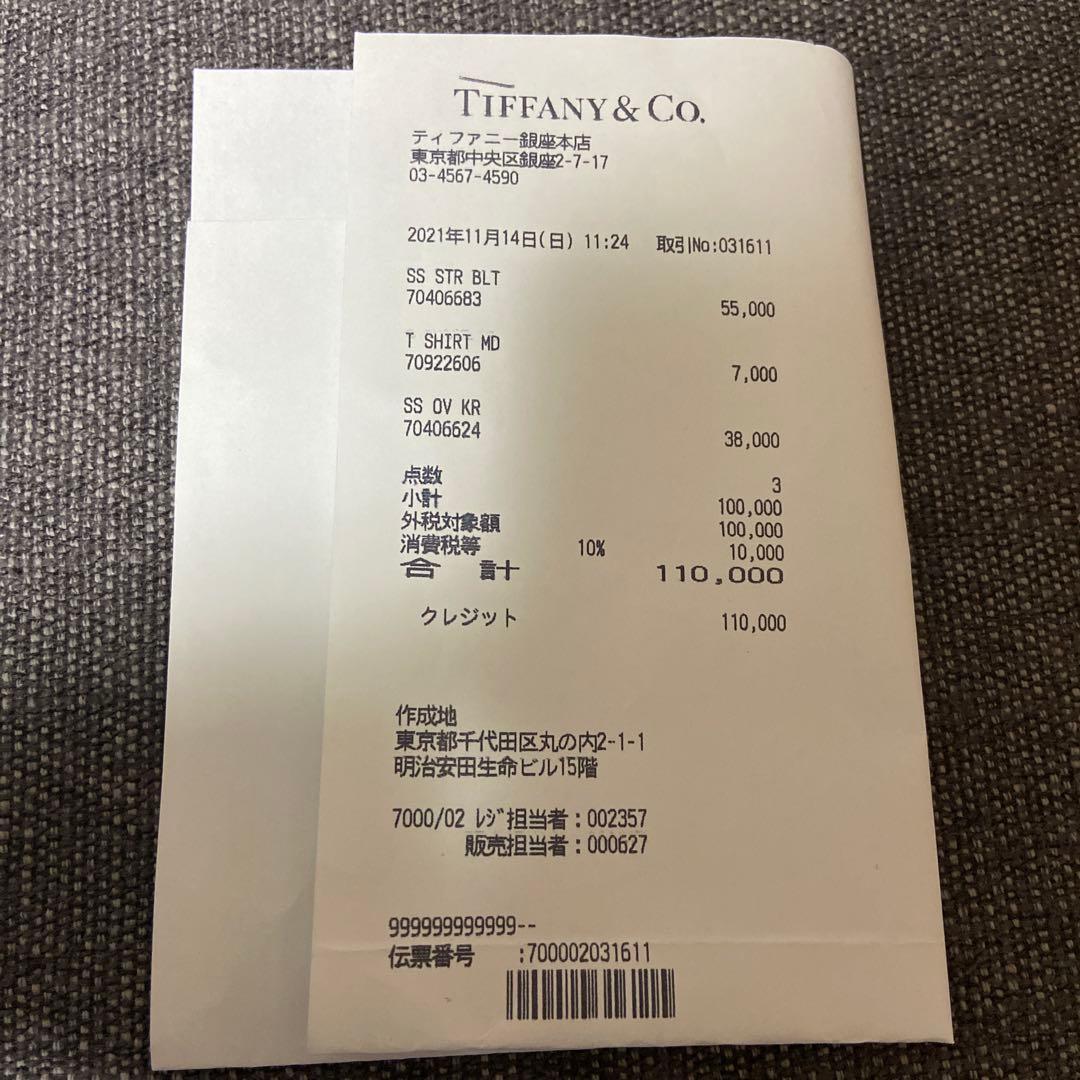 TIFFANY & CO.
ティファニー銀座本店
東京都中央区銀座2-7-17
03-4567-4590
2021年11月14日(日) 11:24 取引No:031611
SS STR BLT
70406683
55,000
T SHIRT MD
70922606
7,000
SS OV KR
70406624
38,000
点数 3
小計 100,000
外税対象額 100,000
消費税等 10% 10,000
合 計 110,000
クレジット 110,000
作成地
東京都千代田区丸の内2-1-1
明治安田生命ビル15階
7000/02 レジ担当者:002357
販売担当者:000627
999999999999--
伝票番号 :700002031611